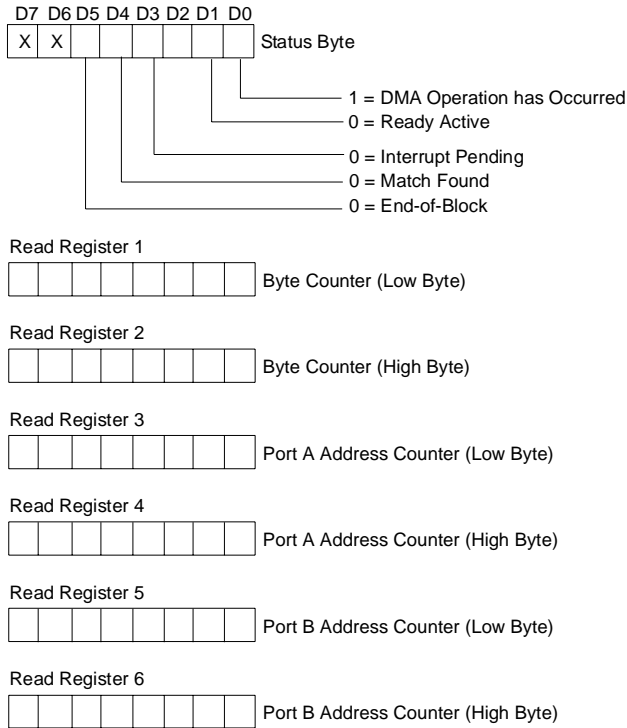 D7 D6 D5 D4 D3 D2 D1 D0
X X Status Byte
1 = DMA Operation has Occurred
0 = Ready Active
0 = Interrupt Pending
0 = Match Found
0 = End-of-Block
Read Register 1
Byte Counter (Low Byte)
Read Register 2
Byte Counter (High Byte)
Read Register 3
Port A Address Counter (Low Byte)
Read Register 4
Port A Address Counter (High Byte)
Read Register 5
Port B Address Counter (Low Byte)
Read Register 6
Port B Address Counter (High Byte)